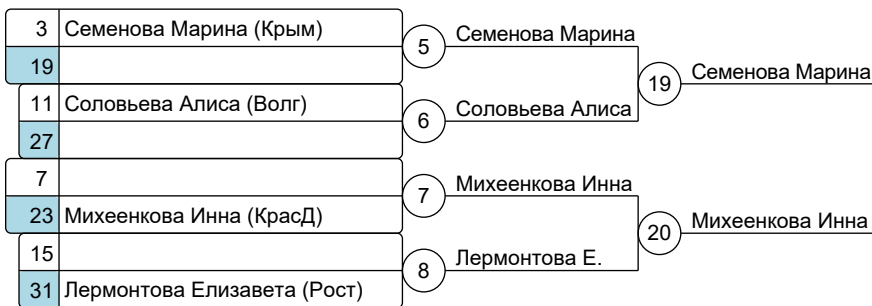 3 Семенова Марина (Крым)
5 Семенова Марина
19
19 Семенова Марина
11 Соловьева Алиса (Волг)
6 Соловьева Алиса
27
7
7 Михеенкова Инна
23 Михеенкова Инна (КрасД)
20 Михеенкова Инна
15
8 Лермонтова Е.
31 Лермонтова Елизавета (Рост)